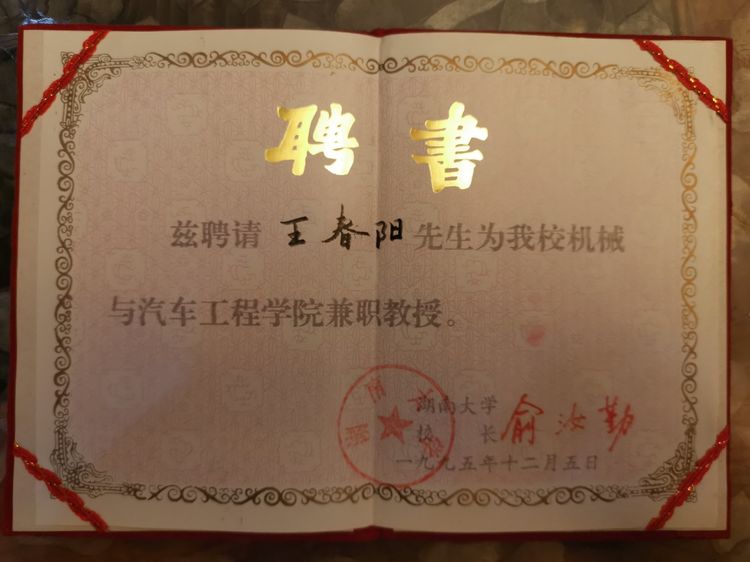 聘书
兹聘请 王春阳 先生为我校机械
与汽车工程学院兼职教授。
湖南大学
校 长 俞汝勤
一九九五年十二月五日